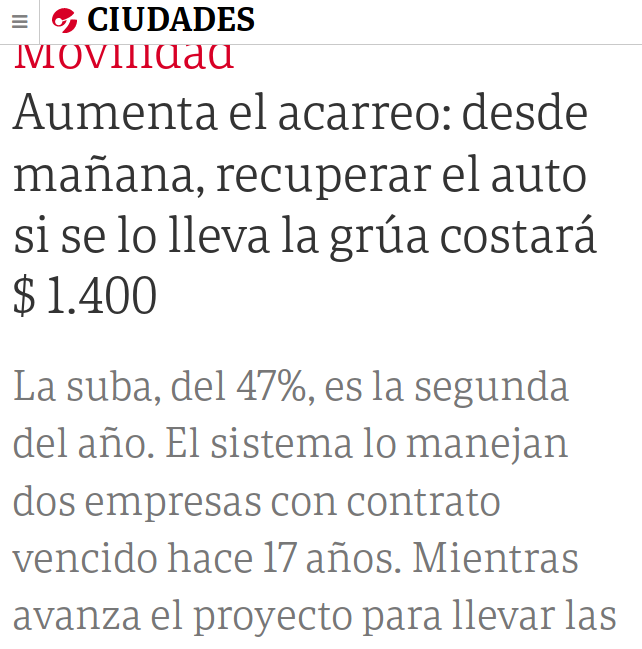 CIUDADES
Movilidad
Aumenta el acarreo: desde
mañana, recuperar el auto
si se lo lleva la grúa costará
$ 1.400
La suba, del 47%, es la segunda
del año. El sistema lo manejan
dos empresas con contrato
vencido hace 17 años. Mientras
avanza el proyecto para llevar las